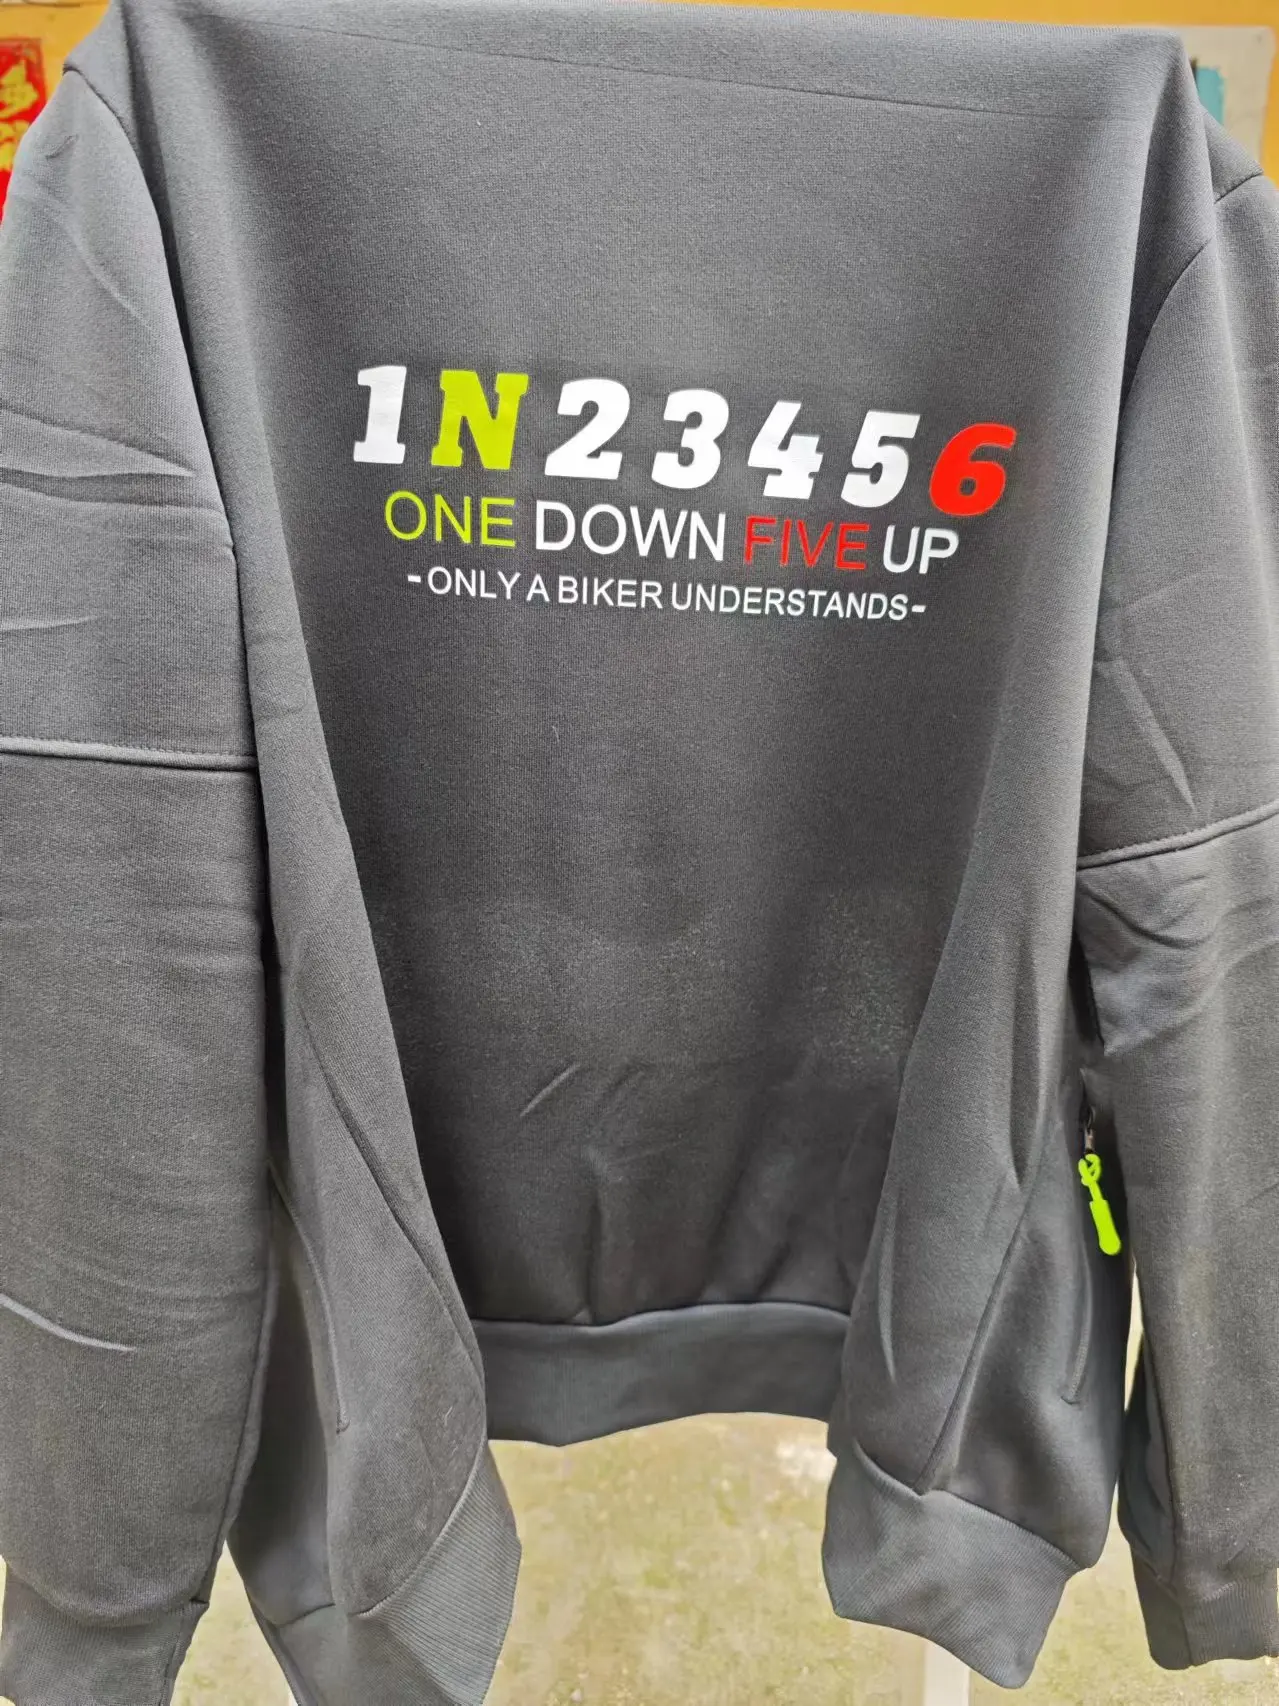 1N23456
ONE DOWN FIVE UP
-ONLY A BIKER UNDERSTANDS-